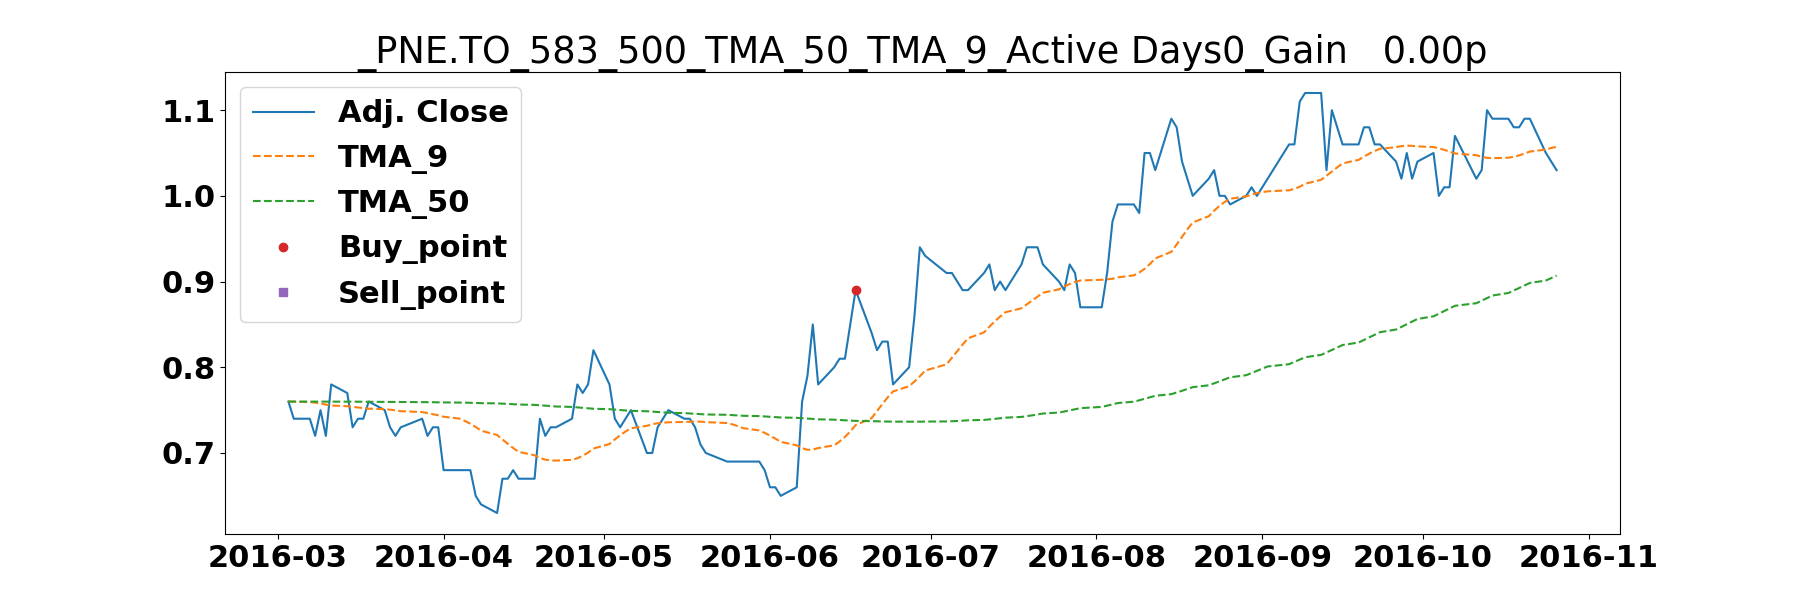 _PNE.TO_583_500_TMA_50_TMA_9_Active Days0_Gain   0.00p
Adj. Close
TMA_9
TMA_50
Buy_point
Sell_point
1.1
1.0
0.9
0.8
0.7
2016-03 2016-04 2016-05 2016-06 2016-07 2016-08 2016-09 2016-10 2016-11